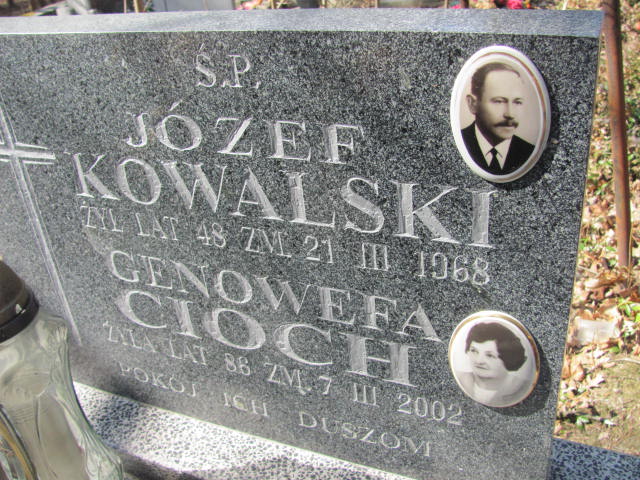 Ś.P.
JÓZEF
KOWALSKI
ŻYŁ LAT 48 ZM. 21 III 1968
GENOWEFA
CIOCH
ŻYŁA LAT 86 ZM. 7 III 2002
POKÓJ ICH DUSZOM